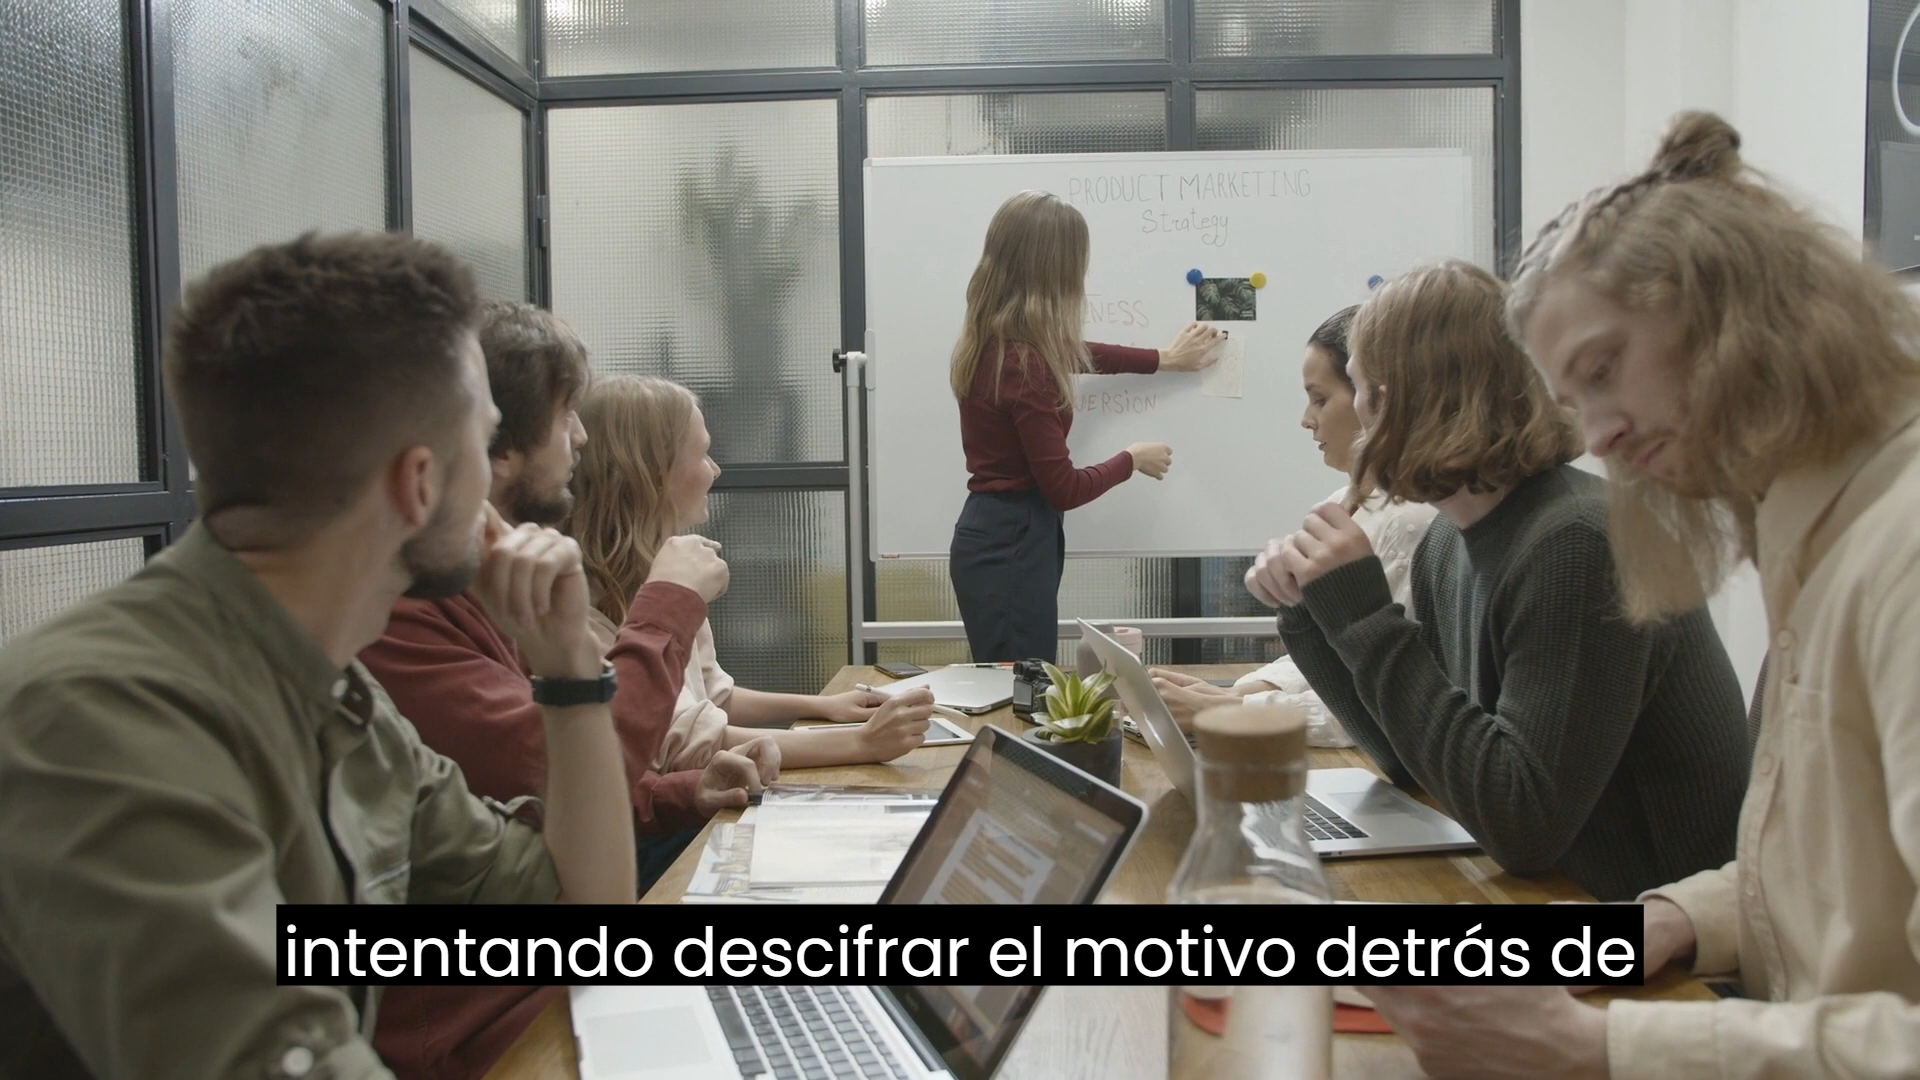 PRODUCT MARKETING
Strategy
intentando descifrar el motivo detrás de